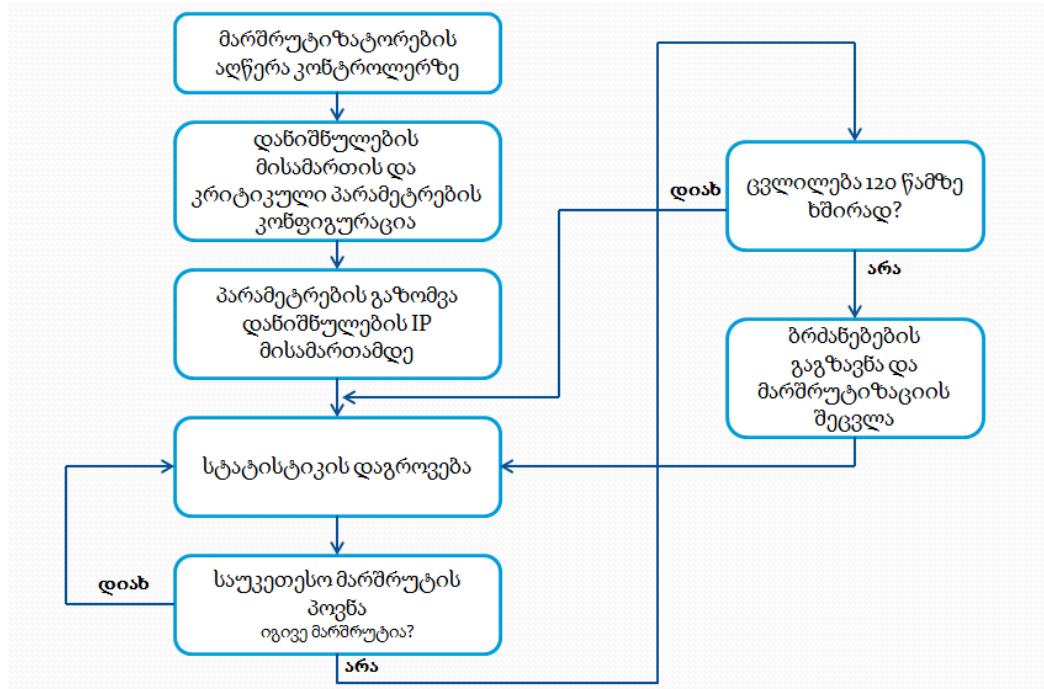 მარშრუტიზატორების
აღწერა კონტროლერზე
დანიშნულების
მისამართის და
კრიტიკული პარამეტრების
კონფიგურაცია
პარამეტრების გაზომვა
დანიშნულების IP
მისამართამდე
სტატისტიკის დაგროვება
დიახ
საუკეთესო მარშრუტის
პოვნა
იგივე მარშრუტია?
არა
ცვლილება 120 წამზე
ხშირად?
დიახ
არა
ბრძანებების
გაგზავნა და
მარშრუტიზაციის
შეცვლა